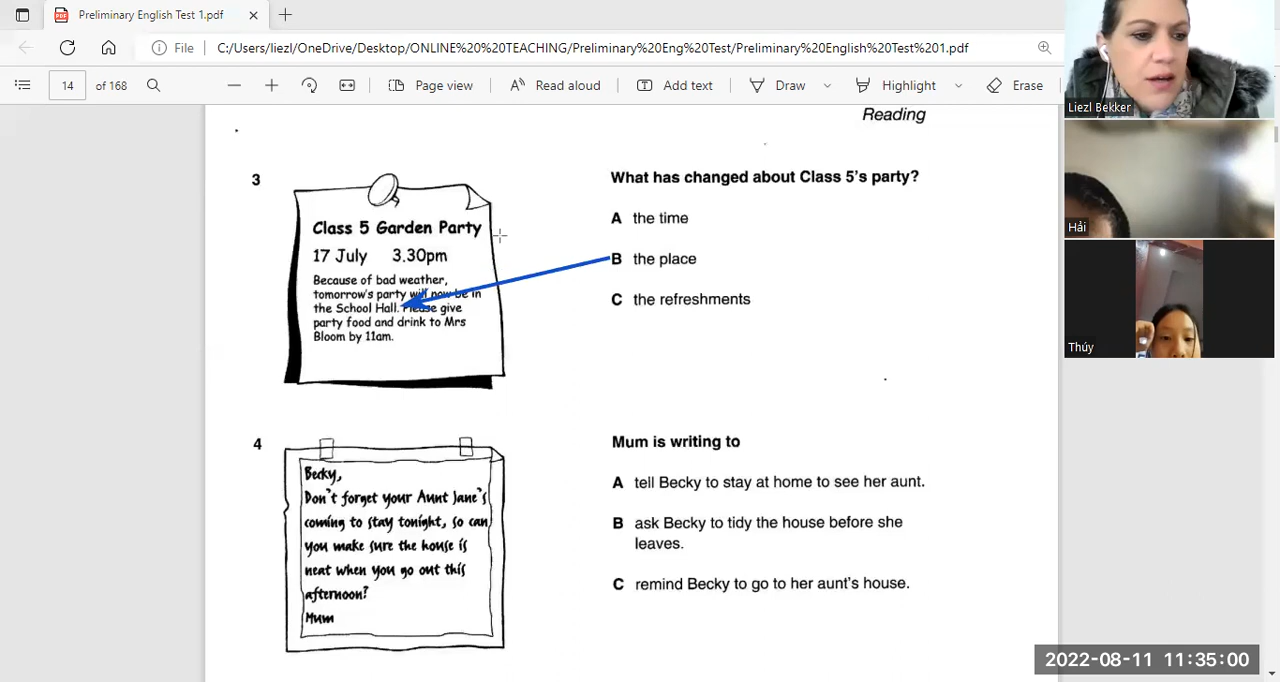 Preliminary English Test 1.pdf
File C:/Users/liezl/OneDrive/Desktop/ONLINE%20%20TEACHING/Preliminary%20Eng%20Test/Preliminary%20English%20Test%201.pdf
14 of 168 Page view Read aloud Add text Draw Highlight Erase
Reading
3
Class 5 Garden Party
17 July 3.30pm
Because of bad weather,
tomorrow's party will now be in
the School Hall. Please give
party food and drink to Mrs
Bloom by 11am.
What has changed about Class 5's party?
A the time
B the place
C the refreshments
4
Becky,
Don't forget your Aunt Jane's
coming to stay tonight, so can
you make sure the house is
neat when you go out this
afternoon?
Mum
Mum is writing to
A tell Becky to stay at home to see her aunt.
B ask Becky to tidy the house before she
leaves.
C remind Becky to go to her aunt's house.
Liezl Bekker
Hải
Thúy
2022-08-11 11:35:00